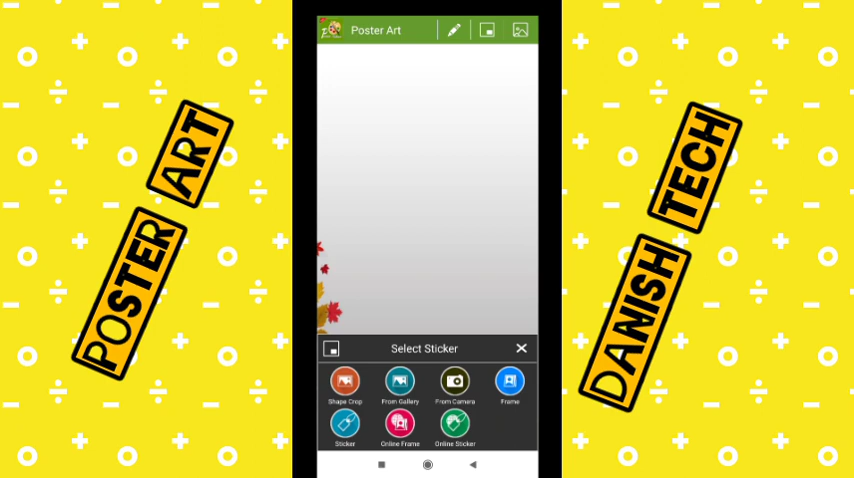 POSTER ART
Poster Art
Select Sticker
Shape Crop
From Gallery
From Camera
Frame
Sticker
Online Frame
Online Sticker
DANISH TECH